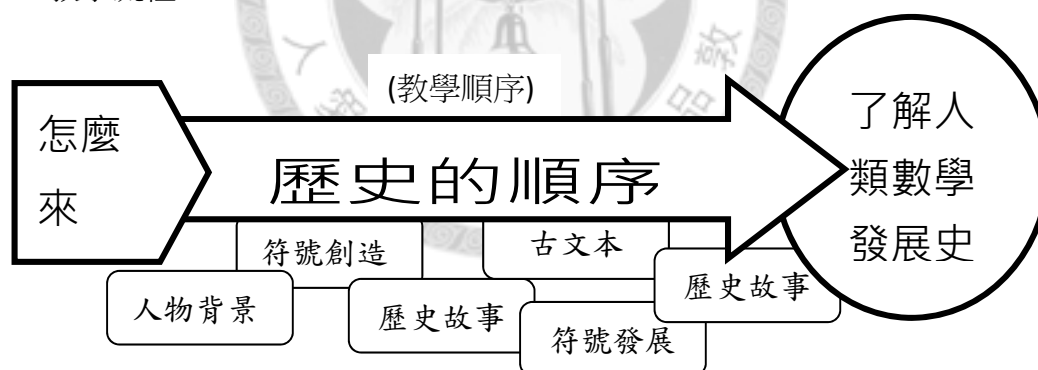 (教學順序)
怎麼
來
歷史的順序
了解人
類數學
發展史
符號創造
古文本
歷史故事
人物背景
歷史故事
符號發展